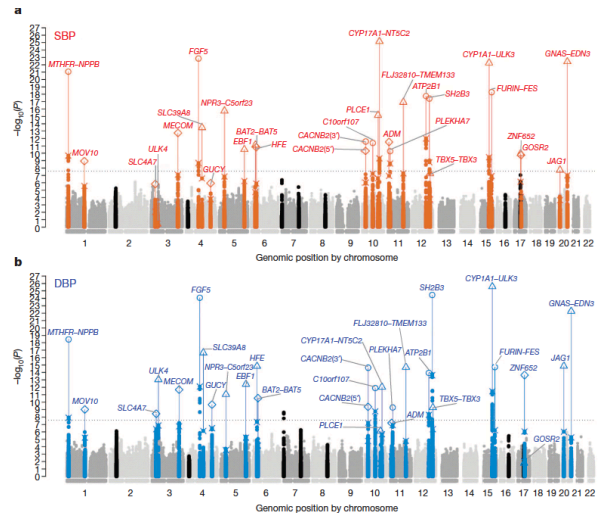 a
SBP
CYP17A1–NT5C2
MTHFR–NPPB
FGF5
CYP1A1–ULK3
GNAS–EDN3
FLJ32810–TMEM133
NPR3–C5orf23
ATP2B1
SH2B3
FURIN–FES
SLC39A8
PLCE1
MECOM
C10orf107
ADM
PLEKHA7
BAT2–BAT5
CACNB2(3′)
ZNF652
MOV10
ULK4
EBF1
HFE
CACNB2(5′)
GOSR2
SLC4A7
GUCY
TBX5–TBX3
JAG1
–log10(P)
27
26
25
24
23
22
21
20
19
18
17
16
15
14
13
12
11
10
9
8
7
6
5
4
3
2
1
0
1 2 3 4 5 6 7 8 9 10 11 12 13 14 15 16 17 18 19 20 21 22
Genomic position by chromosome
b
DBP
FGF5
SH2B3
CYP1A1–ULK3
GNAS–EDN3
MTHFR–NPPB
FLJ32810–TMEM133
CYP17A1–NT5C2
SLC39A8
HFE
PLEKHA7
ATP2B1
FURIN–FES
ULK4
NPR3–C5orf23
CACNB2(3′)
JAG1
MECOM
EBF1
C10orf107
ZNF652
GUCY
BAT2–BAT5
MOV10
CACNB2(5′)
TBX5–TBX3
SLC4A7
ADM
PLCE1
GOSR2
–log10(P)
27
26
25
24
23
22
21
20
19
18
17
16
15
14
13
12
11
10
9
8
7
6
5
4
3
2
1
0
1 2 3 4 5 6 7 8 9 10 11 12 13 14 15 16 17 18 19 20 21 22
Genomic position by chromosome